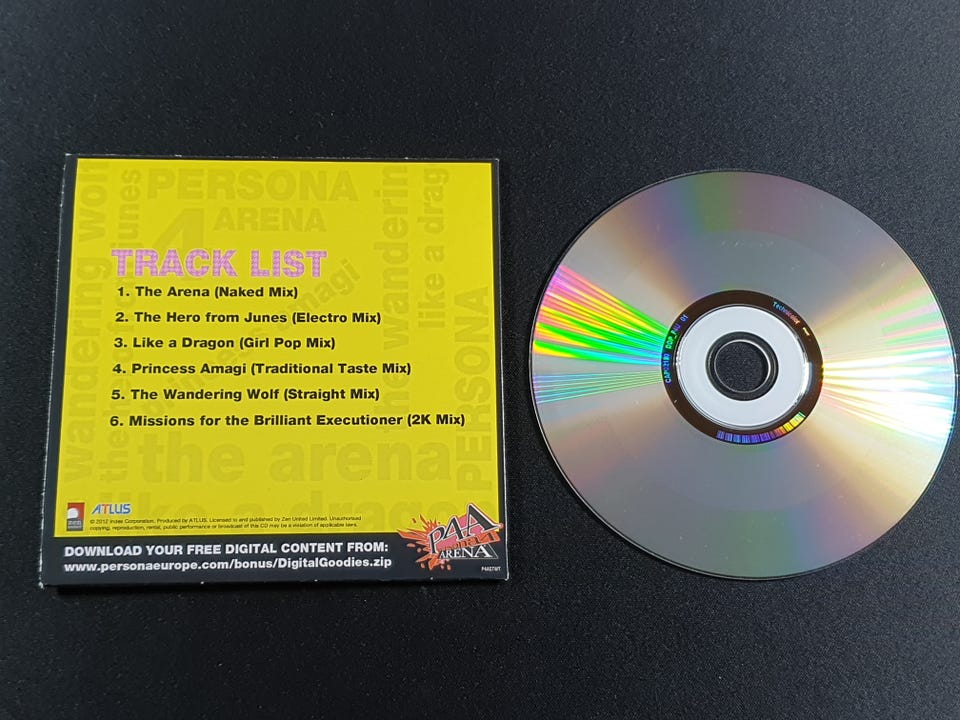 PERSONA
4
ARENA
wandering wolf
junes
the wandering
like a drag
PERSONA
TRACK LIST
1. The Arena (Naked Mix)
2. The Hero from Junes (Electro Mix)
3. Like a Dragon (Girl Pop Mix)
4. Princess Amagi (Traditional Taste Mix)
5. The Wandering Wolf (Straight Mix)
6. Missions for the Brilliant Executioner (2K Mix)
the arena
ATLUS
© 2012 Index Corporation. Produced by ATLUS. Licensed to and published by Zen United Limited. Unauthorised
copying, reproduction, rental, public performance or broadcast of this CD may be a violation of applicable laws.
P4A
ARENA
DOWNLOAD YOUR FREE DIGITAL CONTENT FROM:
www.personaeurope.com/bonus/DigitalGoodies.zip
Technicolor